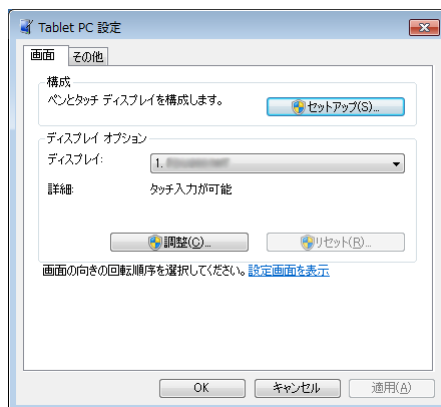 Tablet PC 設定
画面 その他
構成
ペンとタッチ ディスプレイを構成します。 セットアップ(S)...
ディスプレイ オプション
ディスプレイ: 1.
詳細: タッチ入力が可能
調整(C)... リセット(R)...
画面の向きの回転順序を選択してください。設定画面を表示
OK キャンセル 適用(A)